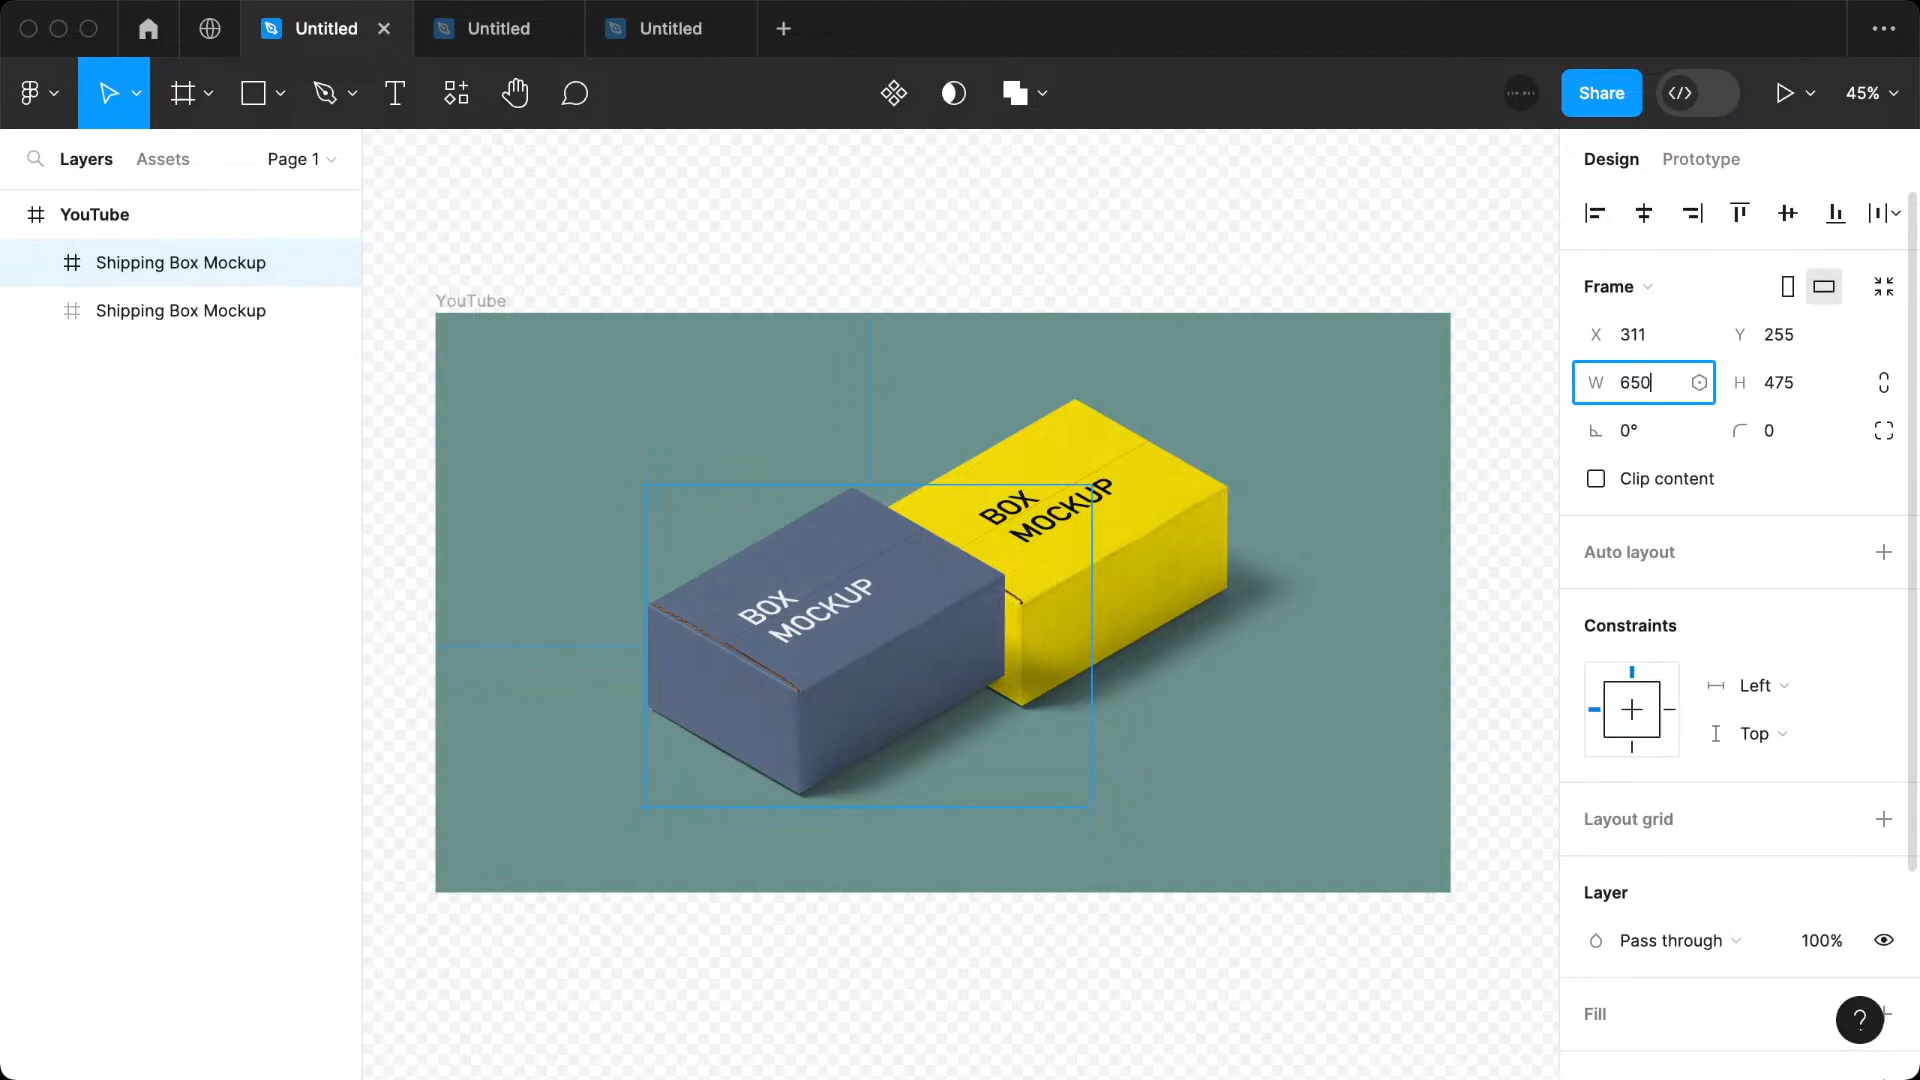 Untitled
Untitled
Untitled
Share
45%
Layers
Assets
Page 1
YouTube
Shipping Box Mockup
Shipping Box Mockup
YouTube
BOX
MOCKUP
BOX
MOCKUP
Design
Prototype
Frame
X 311
Y 255
W 650
H 475
0°
0
Clip content
Auto layout
Constraints
Left
Top
Layout grid
Layer
Pass through
100%
Fill
?